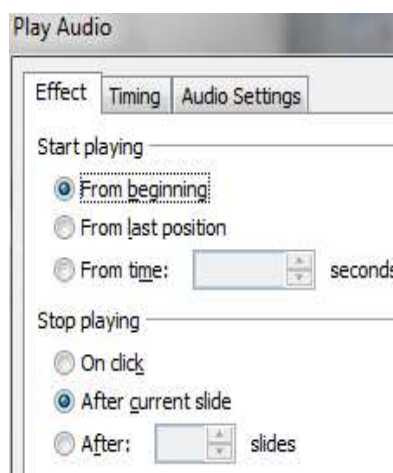 Play Audio
Effect Timing Audio Settings
Start playing
From beginning
From last position
From time: seconds
Stop playing
On click
After current slide
After: slides